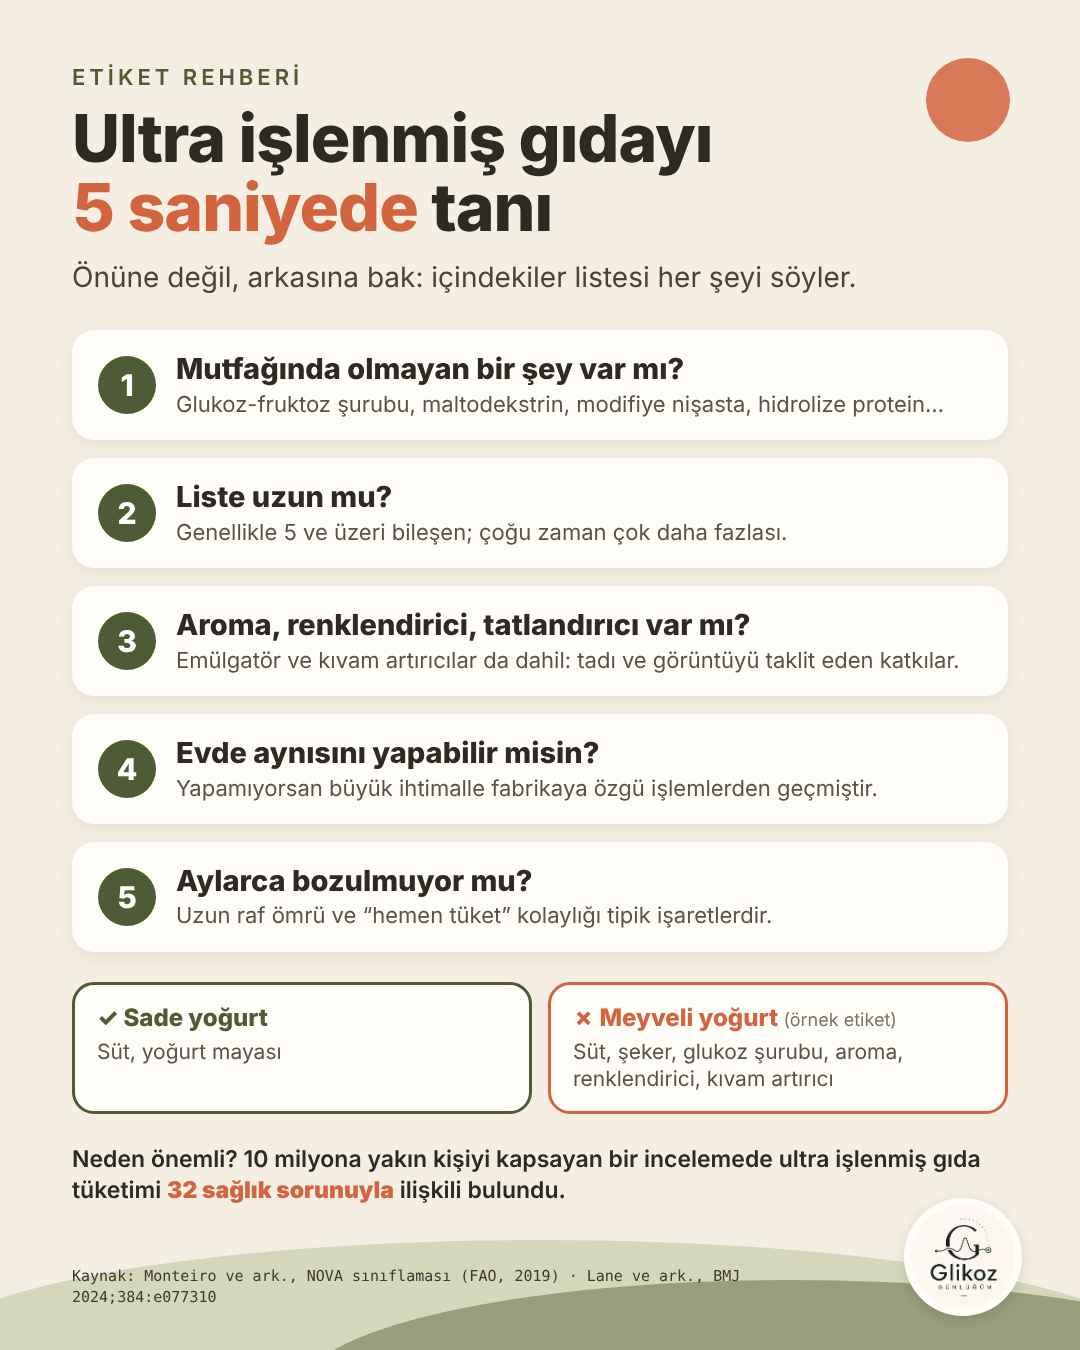 ETİKET REHBERİ
Ultra işlenmiş gıdayı
5 saniyede tanı
Önüne değil, arkasına bak: içindekiler listesi her şeyi söyler.
1
Mutfağında olmayan bir şey var mı?
Glukoz-fruktoz şurubu, maltodekstrin, modifiye nişasta, hidrolize protein...
2
Liste uzun mu?
Genellikle 5 ve üzeri bileşen; çoğu zaman çok daha fazlası.
3
Aroma, renklendirici, tatlandırıcı var mı?
Emülgatör ve kıvam artırıcılar da dahil: tadı ve görüntüyü taklit eden katkılar.
4
Evde aynısını yapabilir misin?
Yapamıyorsan büyük ihtimalle fabrikaya özgü işlemlerden geçmiştir.
5
Aylarca bozulmuyor mu?
Uzun raf ömrü ve “hemen tüket” kolaylığı tipik işaretlerdir.
✓ Sade yoğurt
Süt, yoğurt mayası
× Meyveli yoğurt (örnek etiket)
Süt, şeker, glukoz şurubu, aroma,
renklendirici, kıvam artırıcı
Neden önemli? 10 milyona yakın kişiyi kapsayan bir incelemede ultra işlenmiş gıda
tüketimi 32 sağlık sorunuyla ilişkili bulundu.
Kaynak: Monteiro ve ark., NOVA sınıflaması (FAO, 2019) · Lane ve ark., BMJ
2024;384:e077310
G
Glikoz
GÜNLÜĞÜM